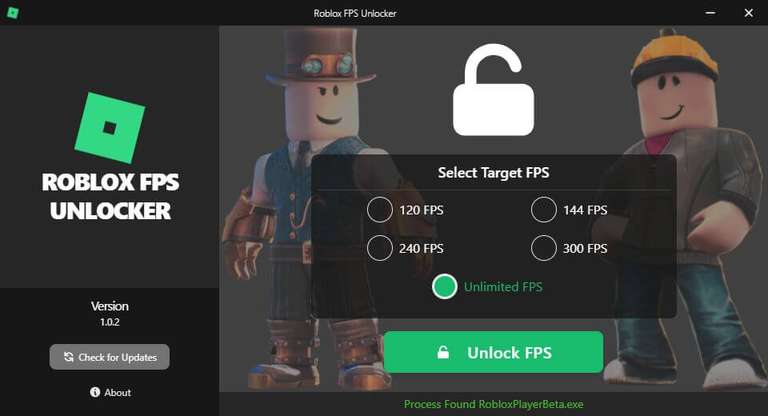 Roblox FPS Unlocker
ROBLOX FPS
UNLOCKER
Version
1.0.2
Check for Updates
About
Select Target FPS
120 FPS
144 FPS
240 FPS
300 FPS
Unlimited FPS
Unlock FPS
Process Found RobloxPlayerBeta.exe